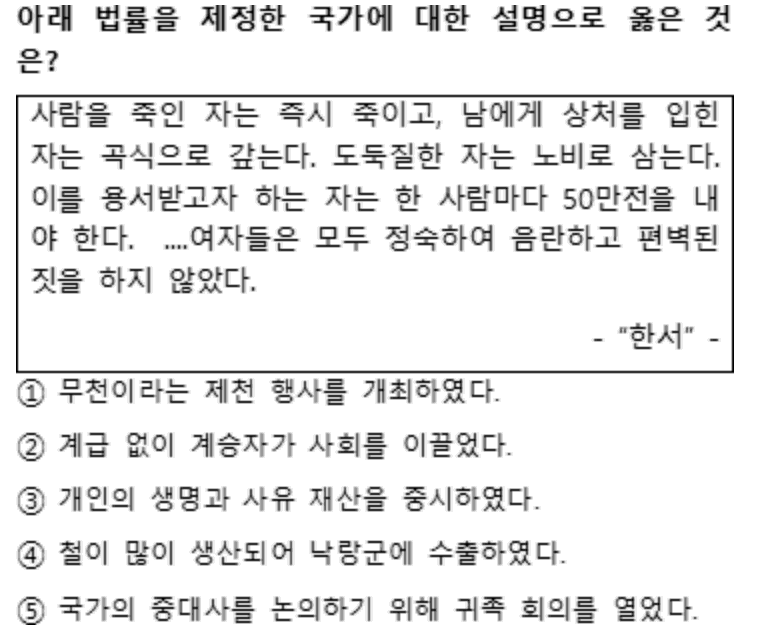 아래 법률을 제정한 국가에 대한 설명으로 옳은 것
은?
사람을 죽인 자는 즉시 죽이고, 남에게 상처를 입힌
자는 곡식으로 갚는다. 도둑질한 자는 노비로 삼는다.
이를 용서받고자 하는 자는 한 사람마다 50만전을 내
야 한다. ....여자들은 모두 정숙하여 음란하고 편벽된
짓을 하지 않았다.
- "한서" -
① 무천이라는 제천 행사를 개최하였다.
② 계급 없이 계승자가 사회를 이끌었다.
③ 개인의 생명과 사유 재산을 중시하였다.
④ 철이 많이 생산되어 낙랑군에 수출하였다.
⑤ 국가의 중대사를 논의하기 위해 귀족 회의를 열었다.